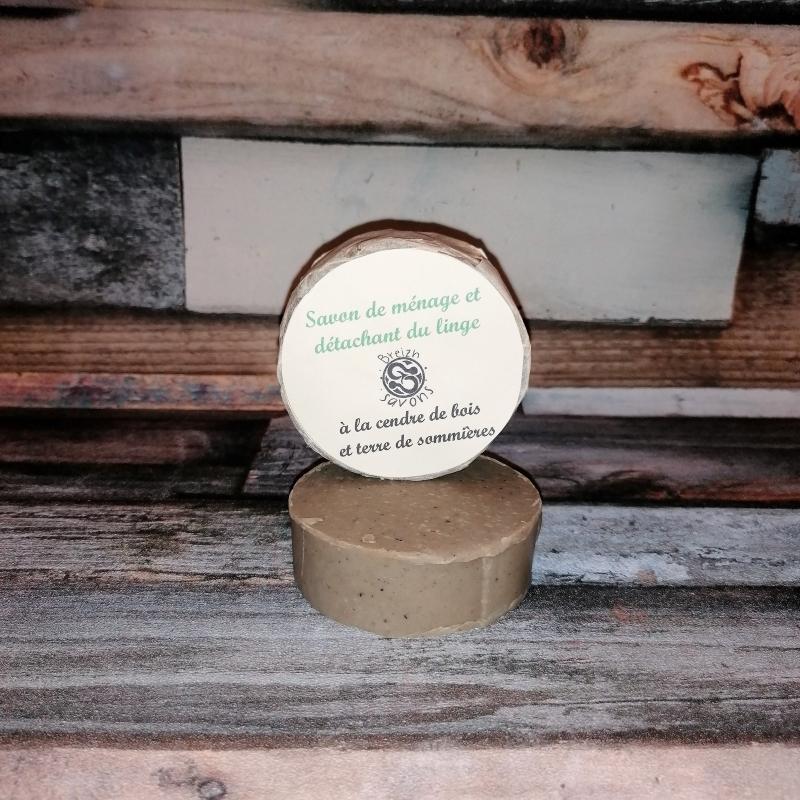 Savon de ménage et
détachant du linge
Breizh
savons
à la cendre de bois
et terre de sommières